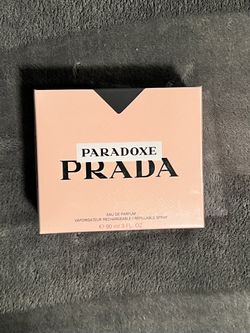 PARADOXE
PRADA
EAU DE PARFUM
VAPORISATEUR RECHARGEABLE / REFILLABLE SPRAY
℮ 90 ml 3 FL. OZ